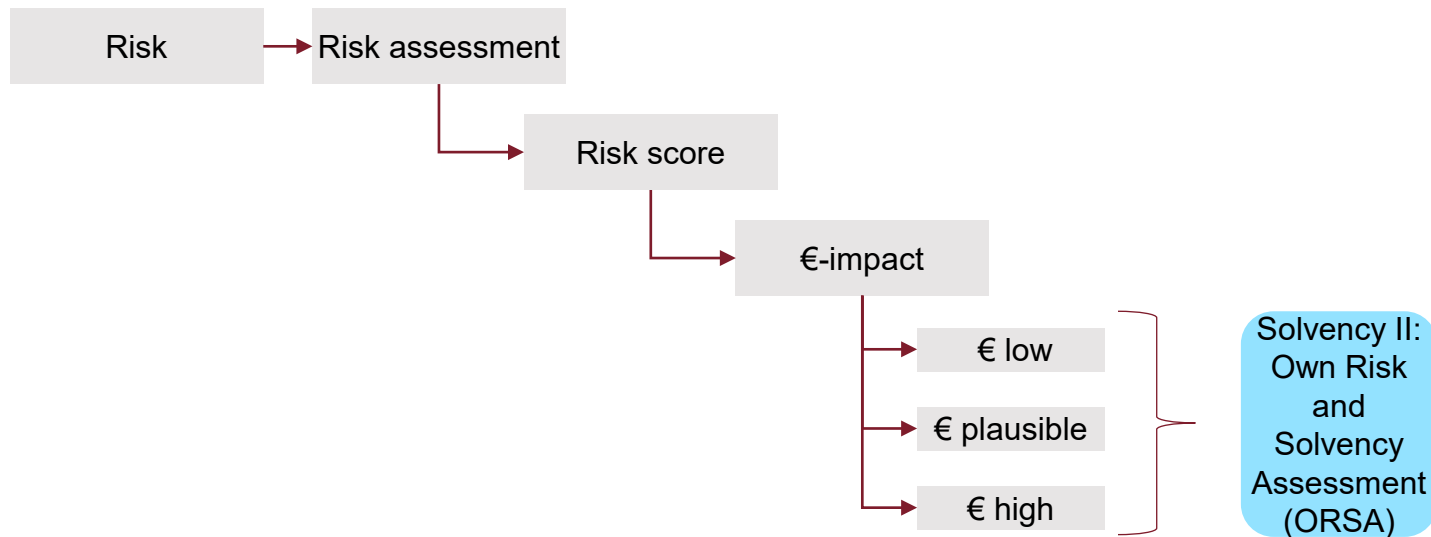 Risk
Risk assessment
Risk score
€-impact
€ low
€ plausible
€ high
Solvency II:
Own Risk
and
Solvency
Assessment
(ORSA)